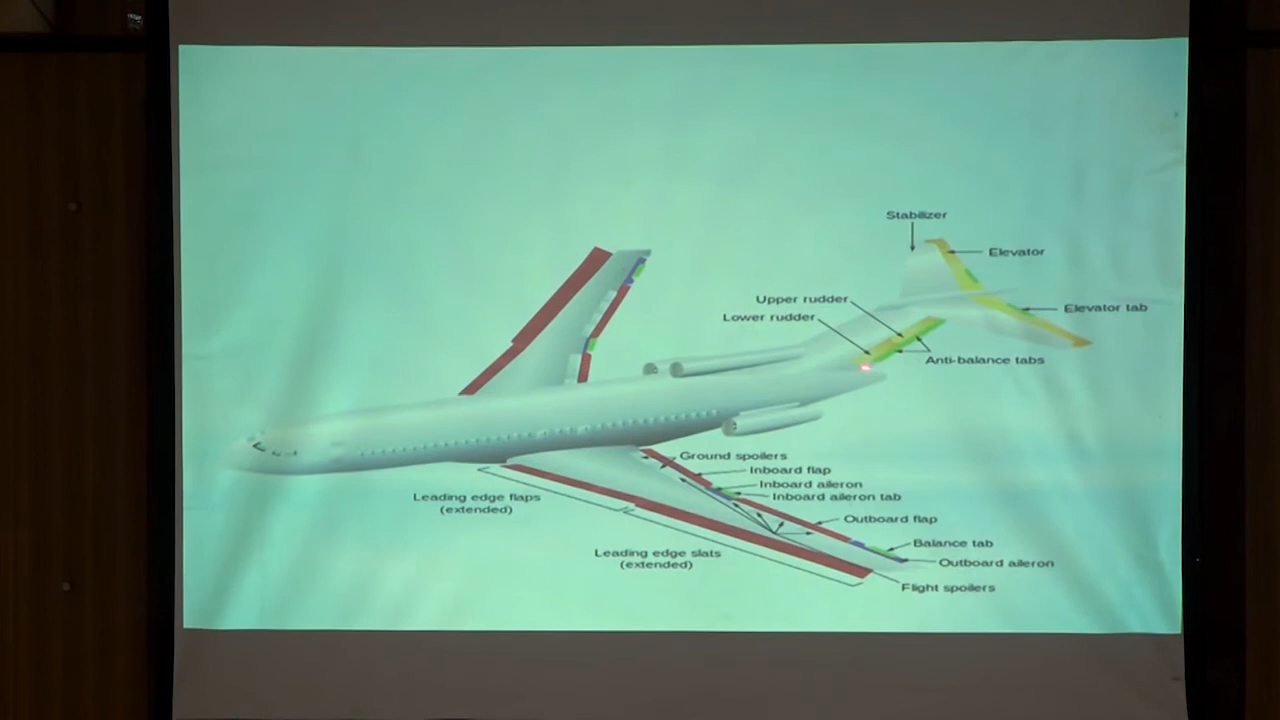 Stabilizer
Elevator
Upper rudder
Elevator tab
Lower rudder
Anti-balance tabs
Ground spoilers
Inboard flap
Inboard aileron
Inboard aileron tab
Leading edge flaps
(extended)
Outboard flap
Balance tab
Leading edge slats
(extended)
Outboard aileron
Flight spoilers